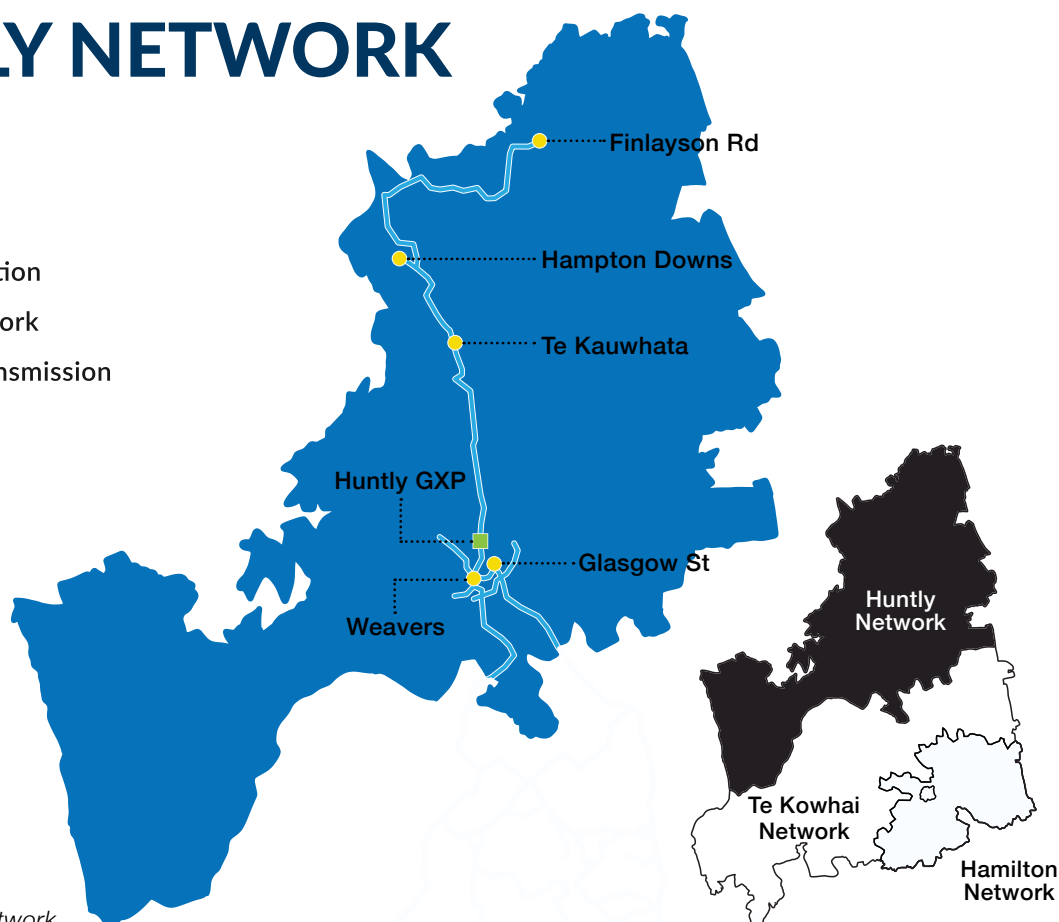 LY NETWORK
Finlayson Rd
Hampton Downs
tion
ork
Te Kauwhata
nsmission
Huntly GXP
Glasgow St
Weavers
Huntly
Network
Te Kowhai
Network
Hamilton
Network
twork